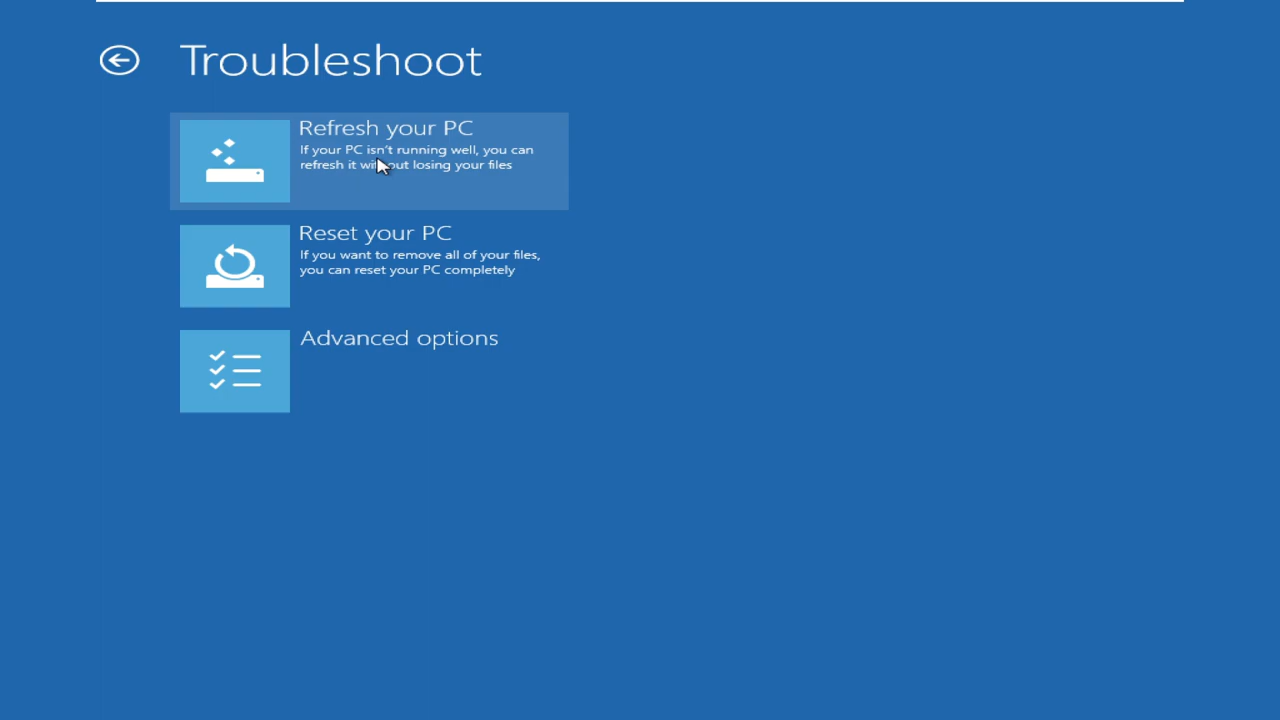 Troubleshoot
Refresh your PC
If your PC isn't running well, you can
refresh it without losing your files
Reset your PC
If you want to remove all of your files,
you can reset your PC completely
Advanced options